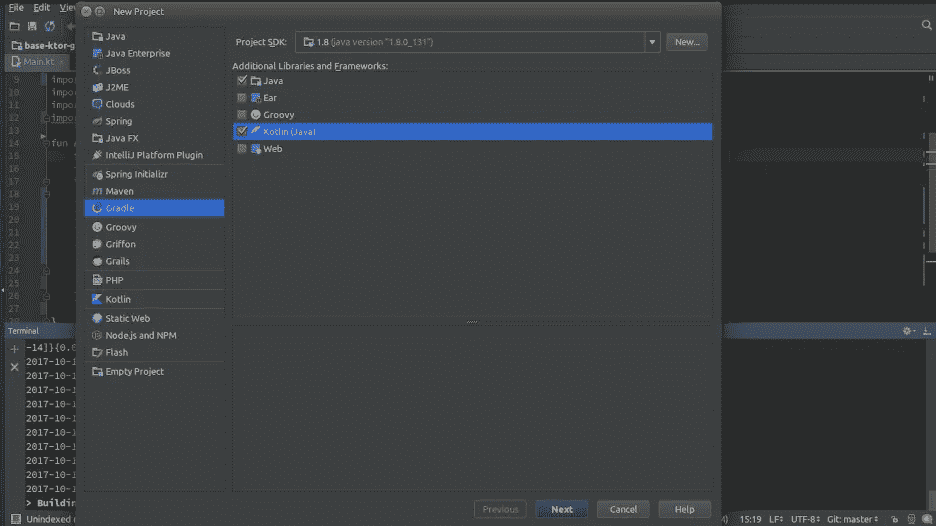 File Edit Vie
New Project
base-ktor-g
Main.kt
Java
Java Enterprise
JBoss
J2ME
Clouds
Spring
Java FX
IntelliJ Platform Plugin
Spring Initializr
Maven
Gradle
Groovy
Griffon
Grails
PHP
Kotlin
Static Web
Node.js and NPM
Flash
Empty Project
Project SDK: 1.8 (java version "1.8.0_131") New...
Additional Libraries and Frameworks:
Java
Ear
Groovy
Kotlin (Java)
Web
9 impor
10 impor
11 impor
12 impor
13
14 fun
15
16
17
18
19
20
21
22
23
24
25
26
27 }
Terminal
-14]}{0.0
2017-10-1
2017-10-1
2017-10-1
2017-10-1
2017-10-1
2017-10-1
2017-10-1
2017-10-1
2017-10-1
2017-10-1
> Buildin
Previous Next Cancel Help
Unindexed
15:19 LF UTF-8 Git: master